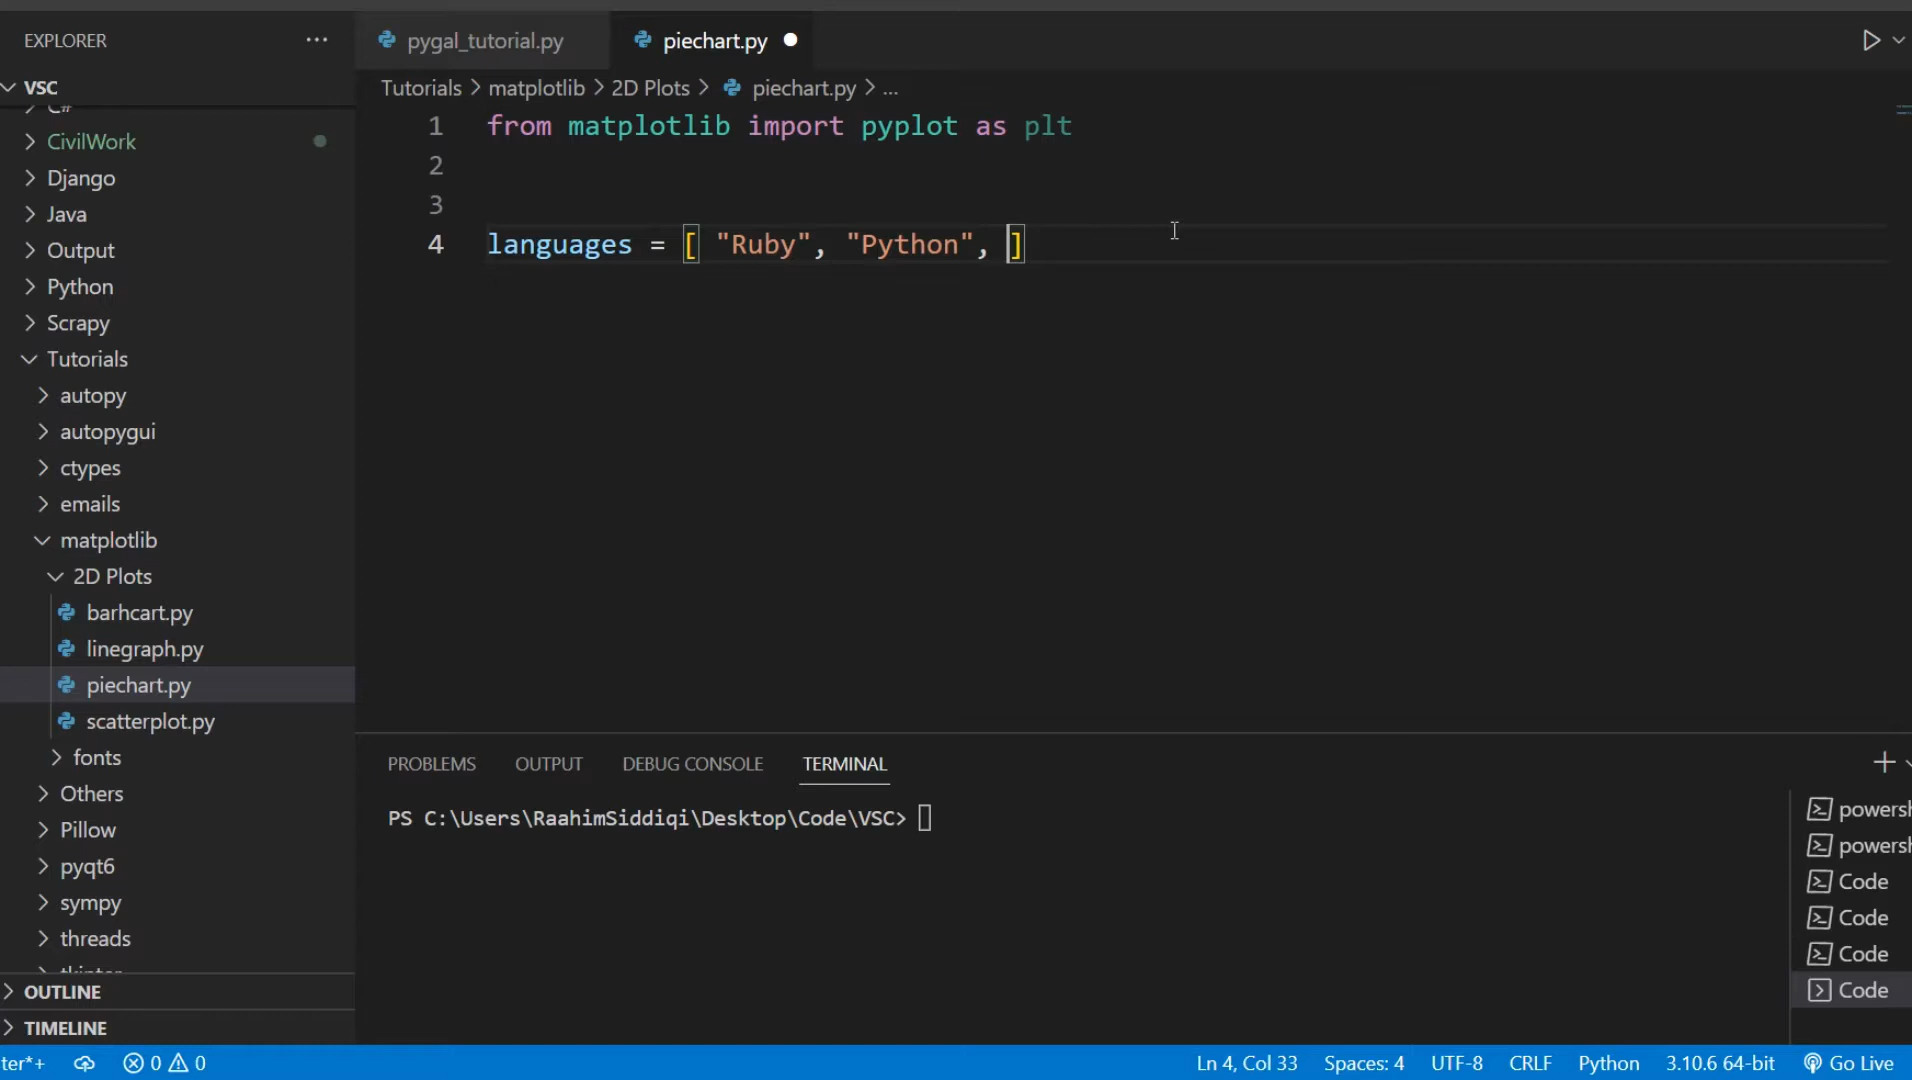 EXPLORER
VSC
C#
CivilWork
Django
Java
Output
Python
Scrapy
Tutorials
autopy
autopygui
ctypes
emails
matplotlib
2D Plots
barhcart.py
linegraph.py
piechart.py
scatterplot.py
fonts
Others
Pillow
pyqt6
sympy
threads
tkinter
OUTLINE
TIMELINE
pygal_tutorial.py
piechart.py
Tutorials > matplotlib > 2D Plots > piechart.py > ...
1 from matplotlib import pyplot as plt
2
3
4 languages = [ "Ruby", "Python", ]
PROBLEMS OUTPUT DEBUG CONSOLE TERMINAL
PS C:\Users\RaahimSiddiqi\Desktop\Code\VSC>
powersh
powersh
Code
Code
Code
Code
ter*+ 0 0 Ln 4, Col 33 Spaces: 4 UTF-8 CRLF Python 3.10.6 64-bit Go Live